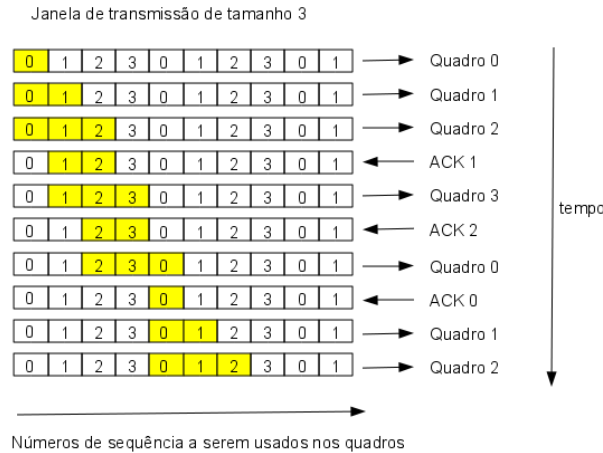 Janela de transmissão de tamanho 3
0 1 2 3 0 1 2 3 0 1 Quadro 0
0 1 2 3 0 1 2 3 0 1 Quadro 1
0 1 2 3 0 1 2 3 0 1 Quadro 2
0 1 2 3 0 1 2 3 0 1 ACK 1
0 1 2 3 0 1 2 3 0 1 Quadro 3
tempo
0 1 2 3 0 1 2 3 0 1 ACK 2
0 1 2 3 0 1 2 3 0 1 Quadro 0
0 1 2 3 0 1 2 3 0 1 ACK 0
0 1 2 3 0 1 2 3 0 1 Quadro 1
0 1 2 3 0 1 2 3 0 1 Quadro 2
Números de sequência a serem usados nos quadros